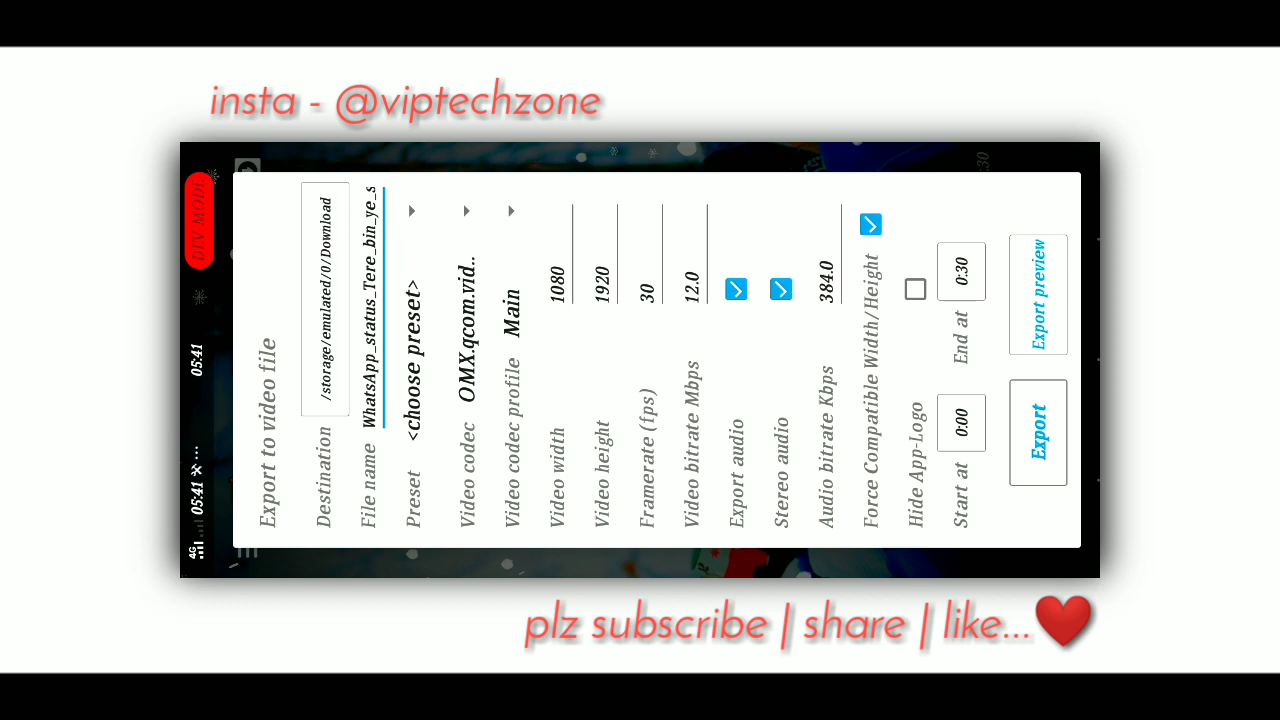 insta - @viptechzone
4G 05:41 05:41 DEV MODE
:30
Export to video file
Destination /storage/emulated/0/Download
File name WhatsApp_status_Tere_bin_ye_s
Preset <choose preset>
Video codec OMX.qcom.vid..
Video codec profile Main
Video width 1080
Video height 1920
Framerate (fps) 30
Video bitrate Mbps 12.0
Export audio
Stereo audio
Audio bitrate Kbps 384.0
Force Compatible Width/Height
Hide App-Logo
Start at 0:00 End at 0:30
Export Export preview
plz subscribe | share | like...